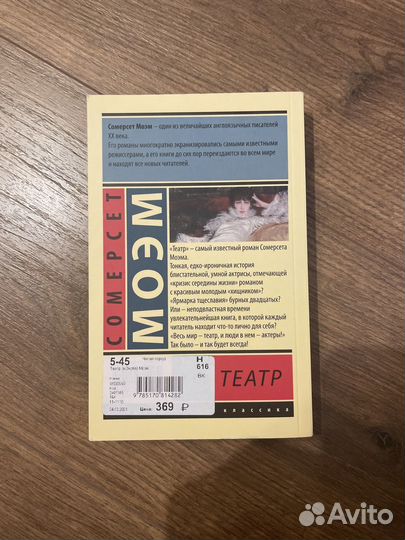 Сомерсет Моэм – один из величайших англоязычных писателей
XX века.
Его романы многократно экранизировались самыми известными
режиссерами, а его книги до сих пор переиздаются во всем мире
и находят все новых читателей.
СОМЕРСЕТ
МОЭМ
«Театр» – самый известный роман Сомерсета
Моэма.
Тонкая, едко-ироничная история
блистательной, умной актрисы, отмечающей
«кризис середины жизни» романом
с красивым молодым «хищником»?
«Ярмарка тщеславия» бурных двадцатых?
Или – неподвластная времени
увлекательнейшая книга, в которой каждый
читатель находит что-то лично для себя?
«Весь мир – театр, и люди в нем – актеры!»
Так было – и так будет всегда!
5-45
Читай-город
Н
616
ВК
9 785170 814282
Цена: 369 ₽
ТЕАТР
классика
Avito